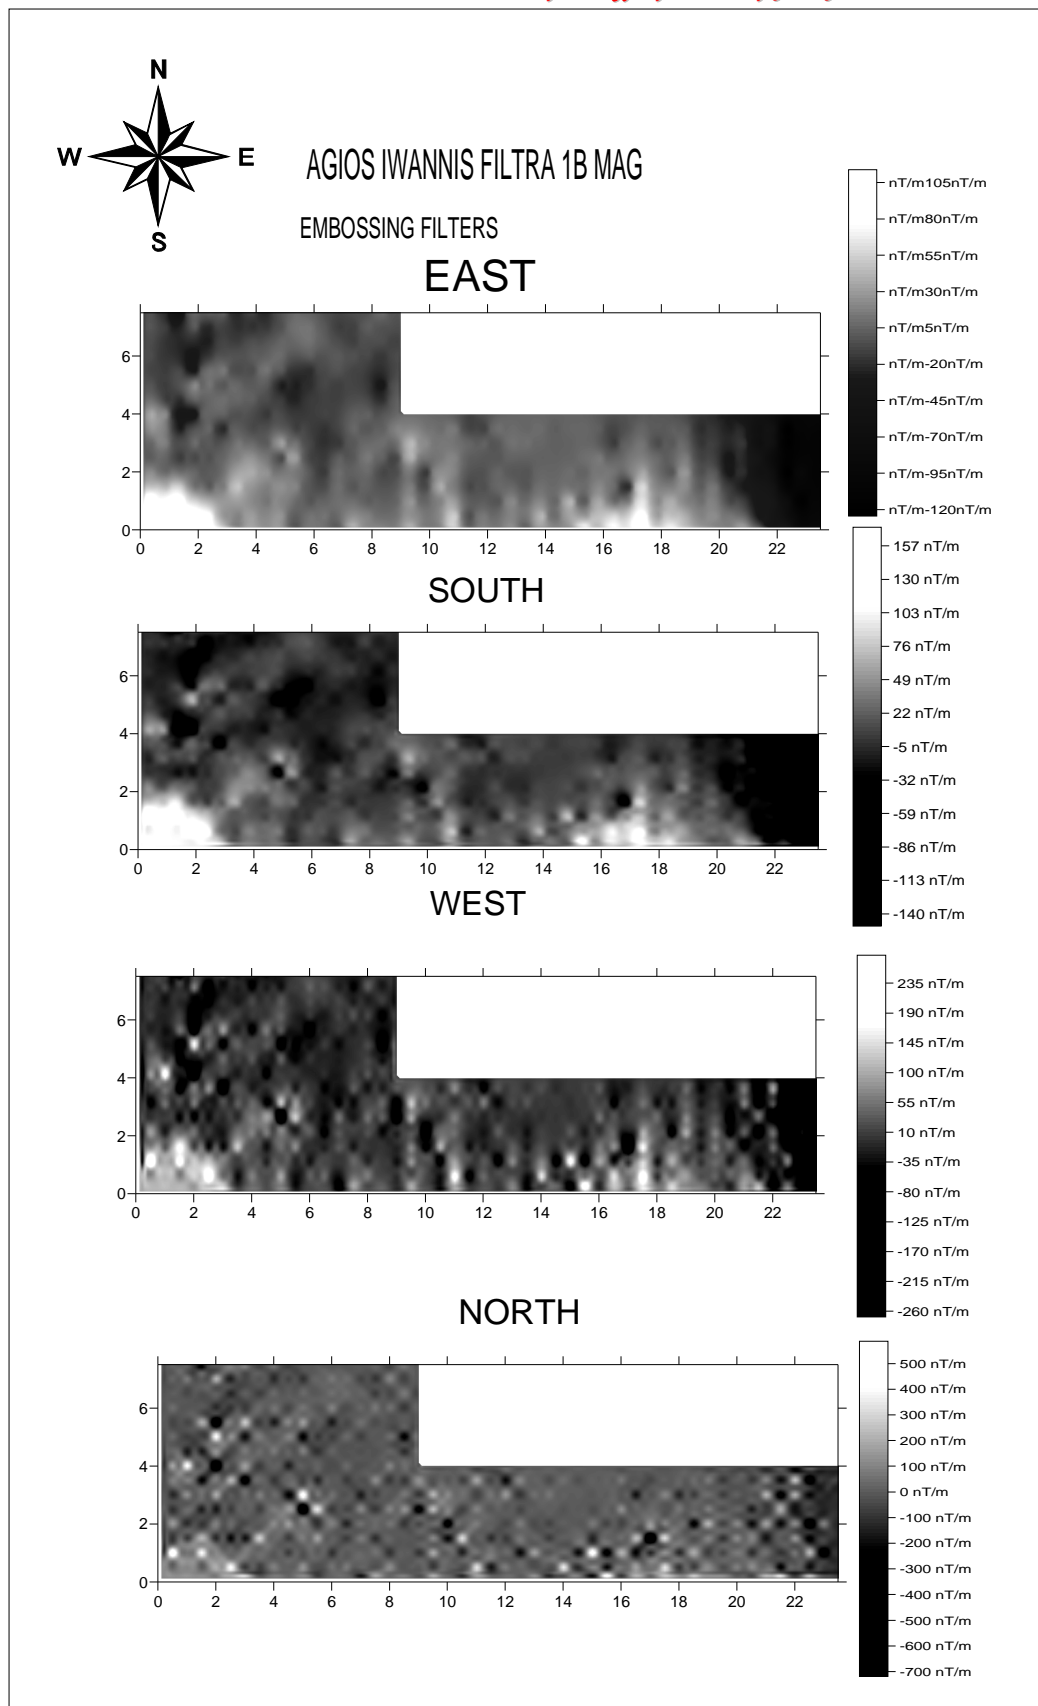 N
W E
S
AGIOS IWANNIS FILTRA 1B MAG
EMBOSSING FILTERS
EAST
6
4
2
0
0 2 4 6 8 10 12 14 16 18 20 22
nT/m105nT/m
nT/m80nT/m
nT/m55nT/m
nT/m30nT/m
nT/m5nT/m
nT/m-20nT/m
nT/m-45nT/m
nT/m-70nT/m
nT/m-95nT/m
nT/m-120nT/m
SOUTH
6
4
2
0
0 2 4 6 8 10 12 14 16 18 20 22
157 nT/m
130 nT/m
103 nT/m
76 nT/m
49 nT/m
22 nT/m
-5 nT/m
-32 nT/m
-59 nT/m
-86 nT/m
-113 nT/m
-140 nT/m
WEST
6
4
2
0
0 2 4 6 8 10 12 14 16 18 20 22
235 nT/m
190 nT/m
145 nT/m
100 nT/m
55 nT/m
10 nT/m
-35 nT/m
-80 nT/m
-125 nT/m
-170 nT/m
-215 nT/m
-260 nT/m
NORTH
6
4
2
0
0 2 4 6 8 10 12 14 16 18 20 22
500 nT/m
400 nT/m
300 nT/m
200 nT/m
100 nT/m
0 nT/m
-100 nT/m
-200 nT/m
-300 nT/m
-400 nT/m
-500 nT/m
-600 nT/m
-700 nT/m